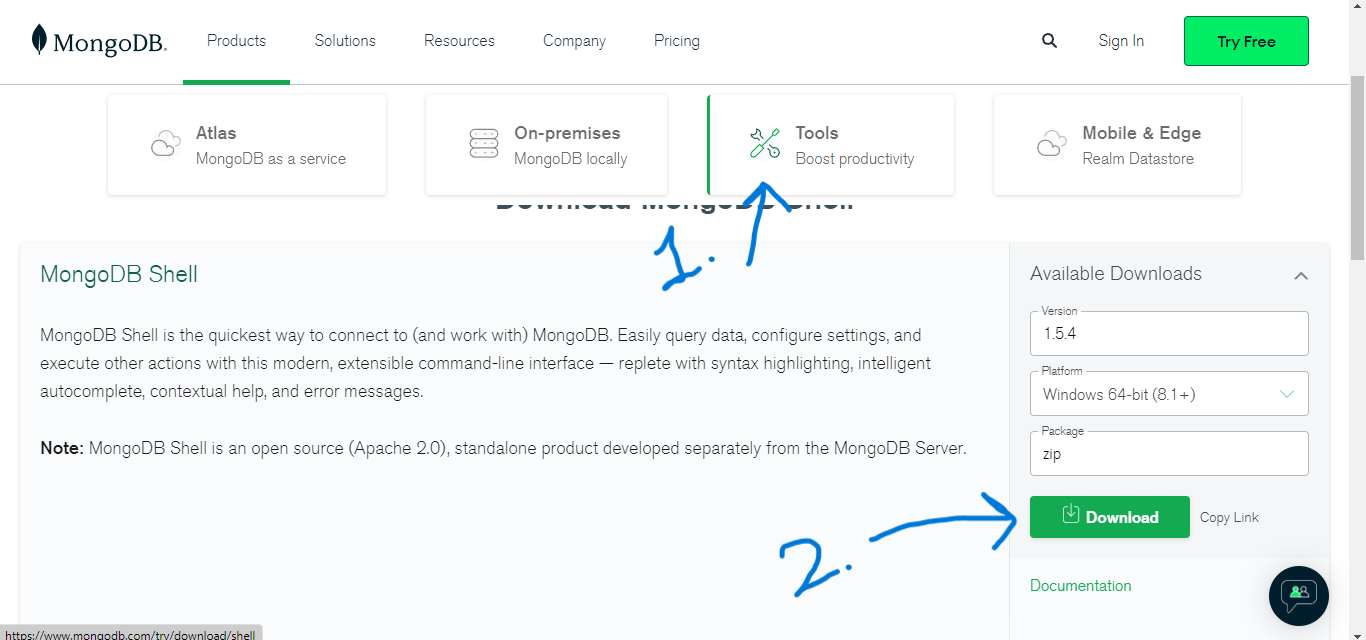 MongoDB.
Products
Solutions
Resources
Company
Pricing
Sign In
Try Free
Atlas
MongoDB as a service
On-premises
MongoDB locally
Tools
Boost productivity
Mobile & Edge
Realm Datastore
Download MongoDB Shell
1.
MongoDB Shell
MongoDB Shell is the quickest way to connect to (and work with) MongoDB. Easily query data, configure settings, and
execute other actions with this modern, extensible command-line interface — replete with syntax highlighting, intelligent
autocomplete, contextual help, and error messages.
Note: MongoDB Shell is an open source (Apache 2.0), standalone product developed separately from the MongoDB Server.
Available Downloads
Version
1.5.4
Platform
Windows 64-bit (8.1+)
Package
zip
2.
Download
Copy Link
Documentation
https://www.mongodb.com/try/download/shell